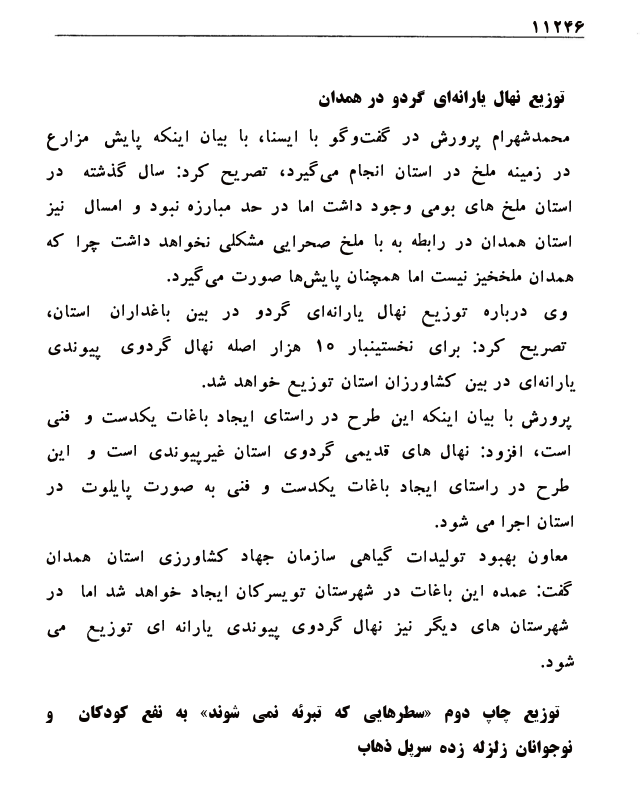 ۱۱۲۴۶
توزیع نهال یارانه‌ای گردو در همدان
محمدشهرام پرورش در گفت‌وگو با ایسنا، با بیان اینکه پایش مزارع
در زمینه ملخ در استان انجام می‌گیرد، تصریح کرد: سال گذشته در
استان ملخ های بومی وجود داشت اما در حد مبارزه نبود و امسال نیز
استان همدان در رابطه به با ملخ صحرایی مشکلی نخواهد داشت چرا که
همدان ملخخیز نیست اما همچنان پایش‌ها صورت می‌گیرد.
وی درباره توزیع نهال یارانه‌ای گردو در بین باغداران استان،
تصریح کرد: برای نخستینبار ۱۵ هزار اصله نهال گردوی پیوندی
یارانه‌ای در بین کشاورزان استان توزیع خواهد شد.
پرورش با بیان اینکه این طرح در راستای ایجاد باغات یکدست و فنی
است، افزود: نهال های قدیمی گردوی استان غیرپیوندی است و این
طرح در راستای ایجاد باغات یکدست و فنی به صورت پایلوت در
استان اجرا می شود.
معاون بهبود تولیدات گیاهی سازمان جهاد کشاورزی استان همدان
گفت: عمده این باغات در شهرستان تویسرکان ایجاد خواهد شد اما در
شهرستان های دیگر نیز نهال گردوی پیوندی یارانه ای توزیع می
شود.
توزیع چاپ دوم «سطرهایی که تبرئه نمی شوند» به نفع کودکان و
نوجوانان زلزله زده سرپل ذهاب